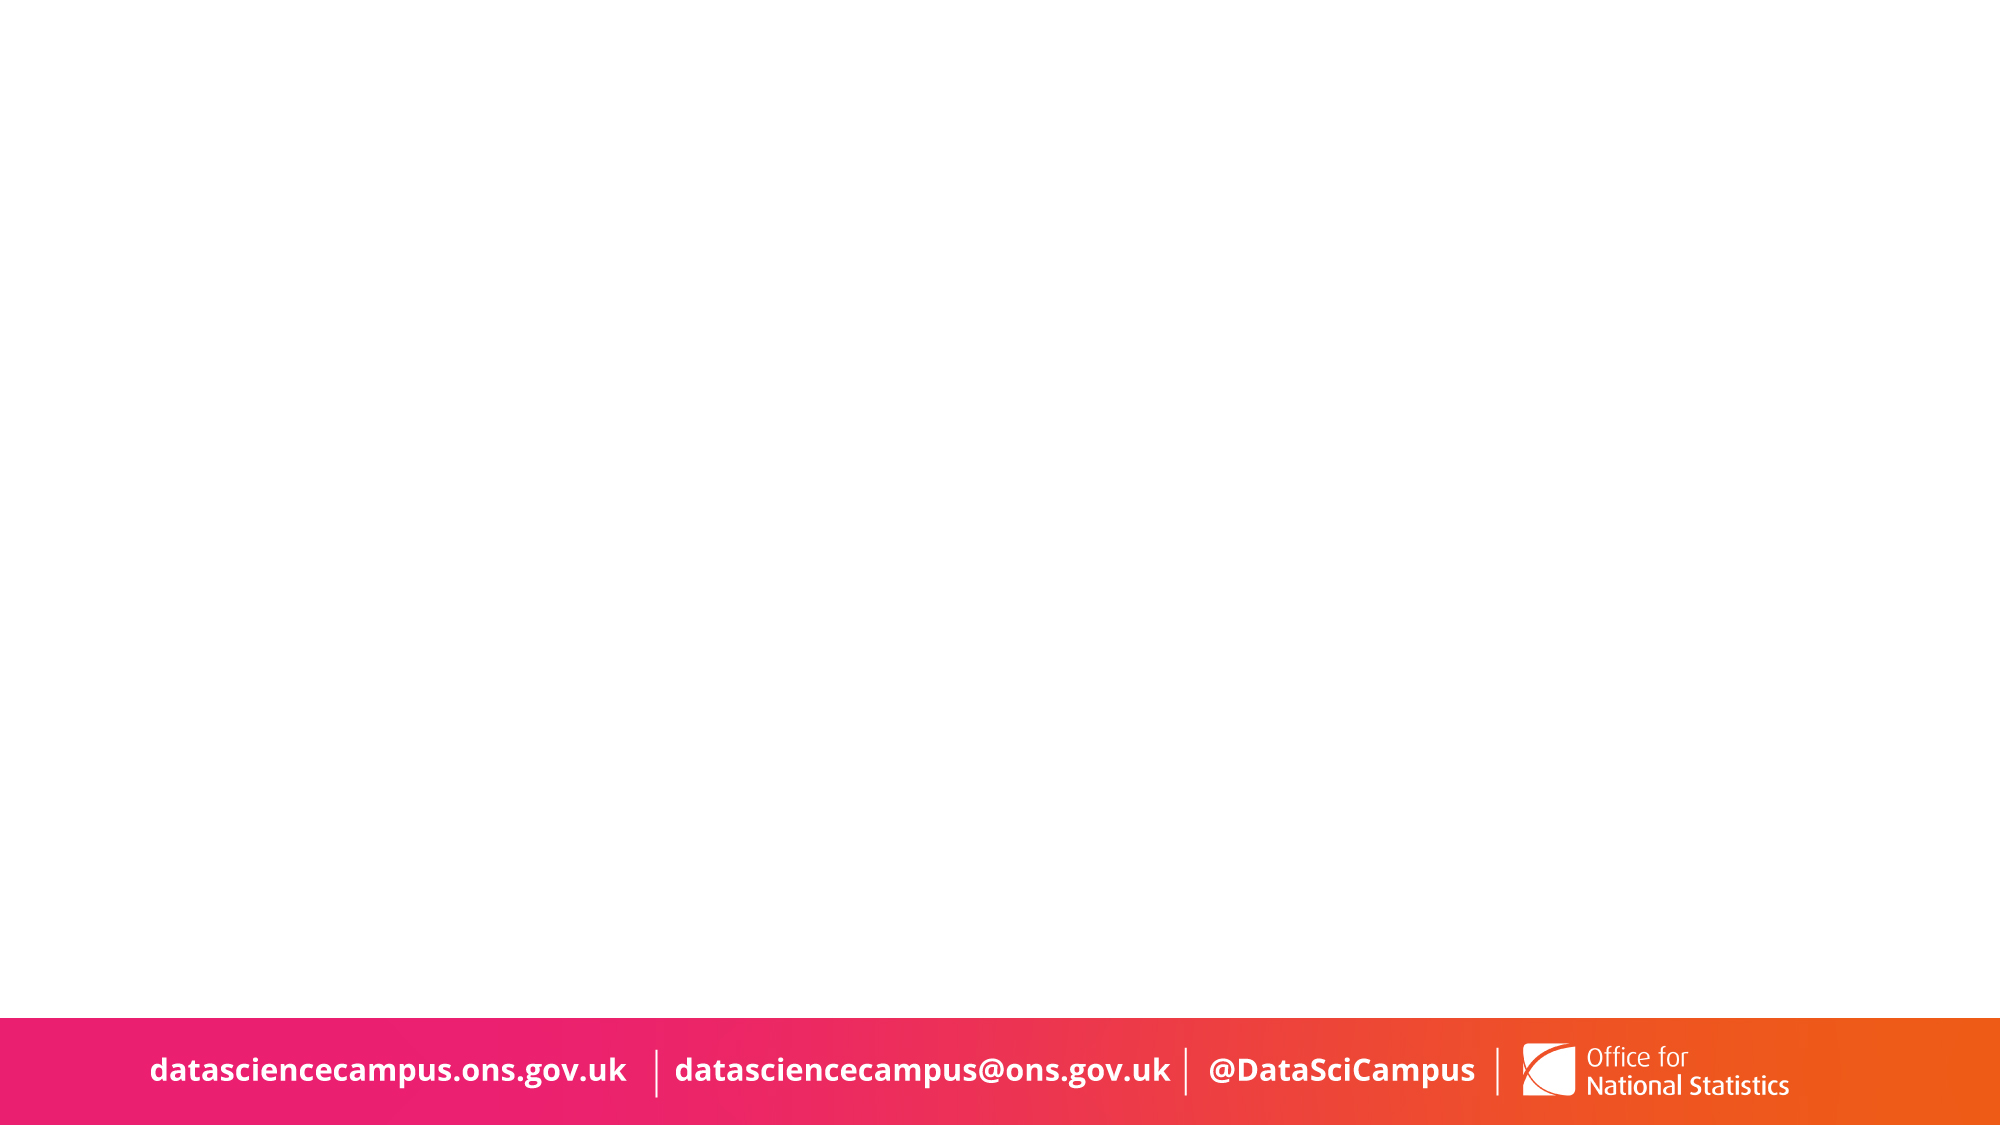 datasciencecampus.ons.gov.uk
datasciencecampus@ons.gov.uk
@DataSciCampus
Office for
National Statistics